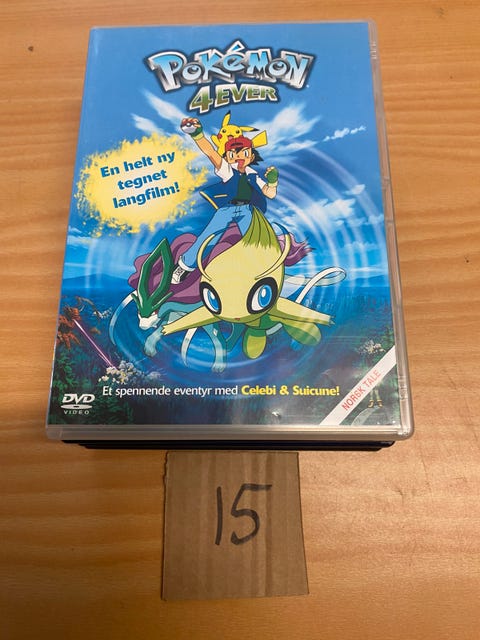 POKéMON
4EVER
En helt ny
tegnet
langfilm!
Et spennende eventyr med Celebi & Suicune!
DVD
VIDEO
NORSK TALE
15